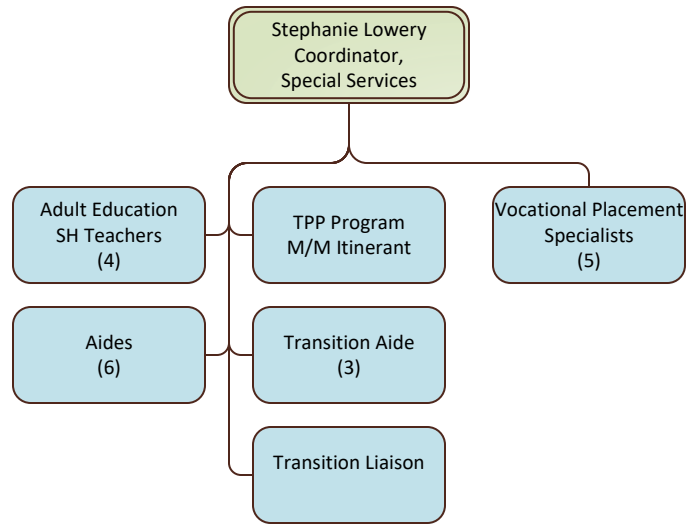 Stephanie Lowery
Coordinator,
Special Services
Adult Education
SH Teachers
(4)
TPP Program
M/M Itinerant
Vocational Placement
Specialists
(5)
Aides
(6)
Transition Aide
(3)
Transition Liaison